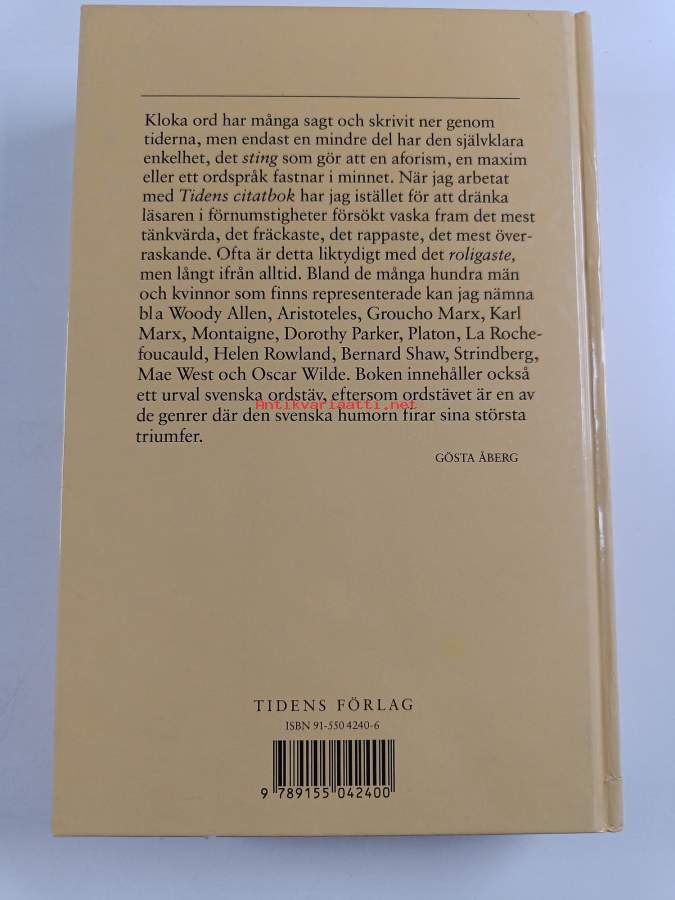 Kloka ord har många sagt och skrivit ner genom
tiderna, men endast en mindre del har den självklara
enkelhet, det sting som gör att en aforism, en maxim
eller ett ordspråk fastnar i minnet. När jag arbetat
med Tidens citatbok har jag istället för att dränka
läsaren i förnumstigheter försökt vaska fram det mest
tänkvärda, det fräckaste, det rappaste, det mest över-
raskande. Ofta är detta liktydigt med det roligaste,
men långt ifrån alltid. Bland de många hundra män
och kvinnor som finns representerade kan jag nämna
bl a Woody Allen, Aristoteles, Groucho Marx, Karl
Marx, Montaigne, Dorothy Parker, Platon, La Roche-
foucauld, Helen Rowland, Bernard Shaw, Strindberg,
Mae West och Oscar Wilde. Boken innehåller också
ett urval svenska ordstäv, eftersom ordstävet är en av
Antikvariaatti.net
de genrer där den svenska humorn firar sina största
triumfer.
GÖSTA ÅBERG
TIDENS FÖRLAG
ISBN 91-550 4240-6
9 789155 042400